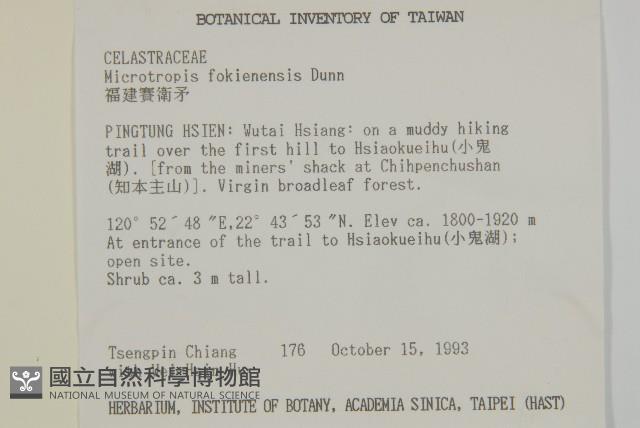 BOTANICAL INVENTORY OF TAIWAN
CELASTRACEAE
Microtropis fokienensis Dunn
福建賽衛矛
PINGTUNG HSIEN: Wutai Hsiang: on a muddy hiking
trail over the first hill to Hsiaokueihu(小鬼
湖). [from the miners' shack at Chihpenchushan
(知本主山)]. Virgin broadleaf forest.
120° 52´ 48 ″E,22° 43´ 53 ″N. Elev ca. 1800-1920 m
At entrance of the trail to Hsiaokueihu(小鬼湖);
open site.
Shrub ca. 3 m tall.
Tsengpin Chiang 176 October 15, 1993
with
國立自然科學博物館
NATIONAL MUSEUM OF NATURAL SCIENCE
HERBARIUM, INSTITUTE OF BOTANY, ACADEMIA SINICA, TAIPEI (HAST)